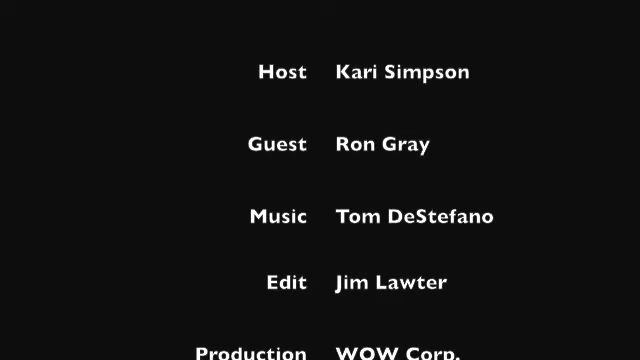 Host Kari Simpson
Guest Ron Gray
Music Tom DeStefano
Edit Jim Lawter
Production WOW Corp.